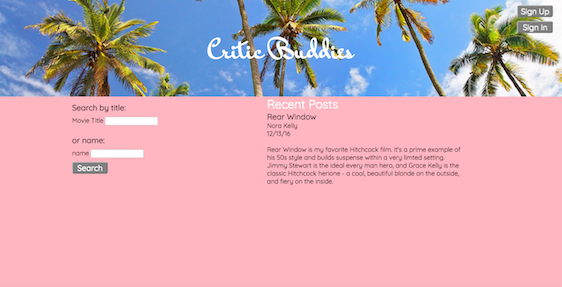 Sign Up
Sign In
Critic Buddies
Search by title:
Movie Title
or name:
name
Search
Recent Posts
Rear Window
Nora Kelly
12/13/16
Rear Window is my favorite Hitchcock film. It's a prime example of
his 50s style and builds suspense within a very limted setting.
Jimmy Stewart is the ideal every man hero, and Grace Kelly is the
classic Hitchcock herione - a cool, beautiful blonde on the outside,
and fiery on the inside.